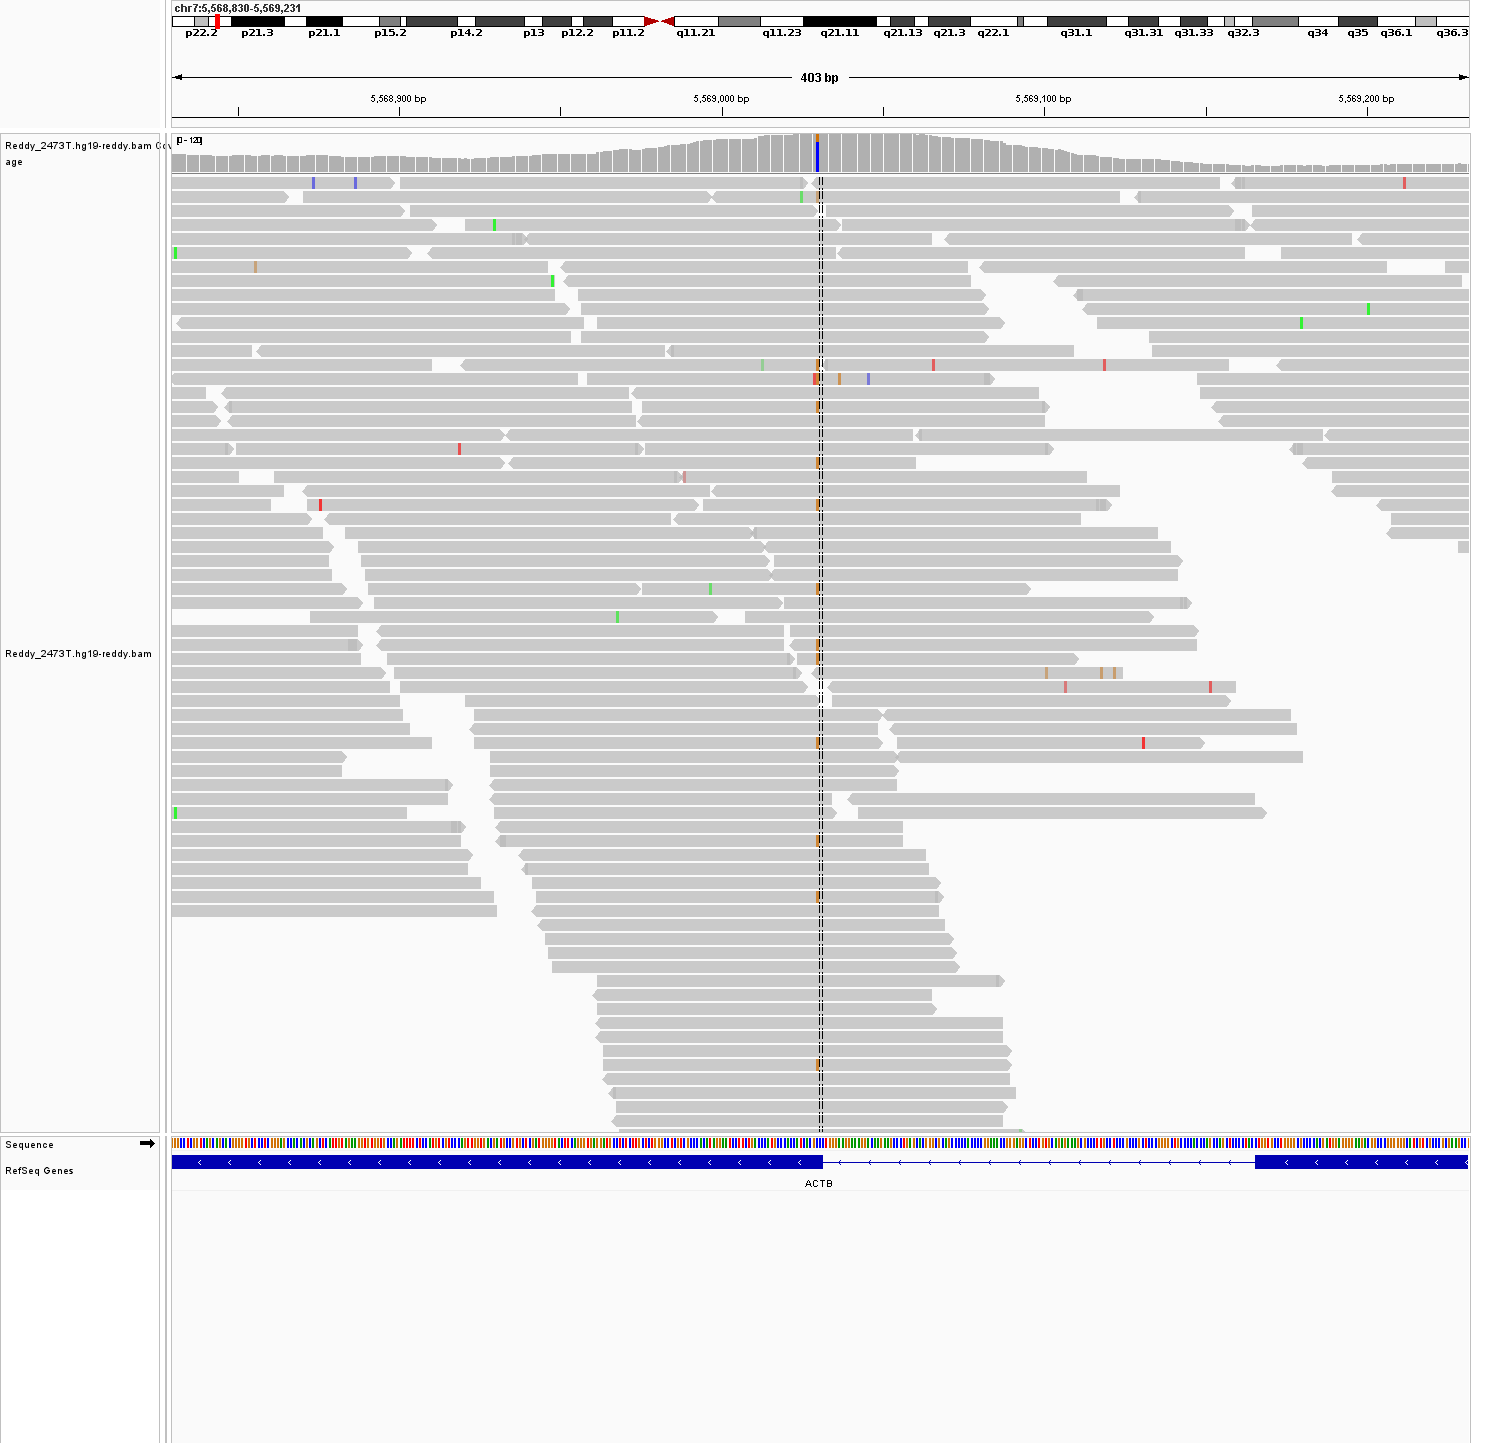 chr7:5,568,830-5,569,231
p22.2 p21.3 p21.1 p15.2 p14.2 p13 p12.2 p11.2 q11.21 q11.23 q21.11 q21.13 q21.3 q22.1 q31.1 q31.31 q31.33 q32.3 q34 q35 q36.1 q36.3
403 bp
5,568,900 bp 5,569,000 bp 5,569,100 bp 5,569,200 bp
[0 - 120]
Reddy_2473T.hg19-reddy.bam Cov
age
Reddy_2473T.hg19-reddy.bam
Sequence
RefSeq Genes
ACTB